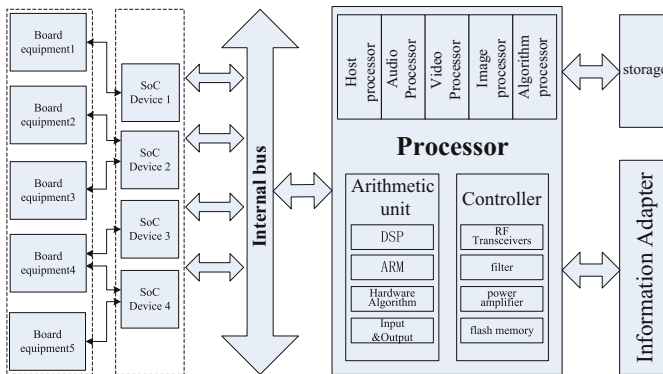 Board
equipment1
Board
equipment2
Board
equipment3
Board
equipment4
Board
equipment5
SoC
Device 1
SoC
Device 2
SoC
Device 3
SoC
Device 4
Internal bus
Host
processor
Audio
Processor
Video
Processor
Image
processor
Algorithm
processor
Processor
Arithmetic
unit
DSP
ARM
Hardware
Algorithm
Input
&Output
Controller
RF
Transceivers
filter
power
amplifier
flash memory
storage
Information Adapter